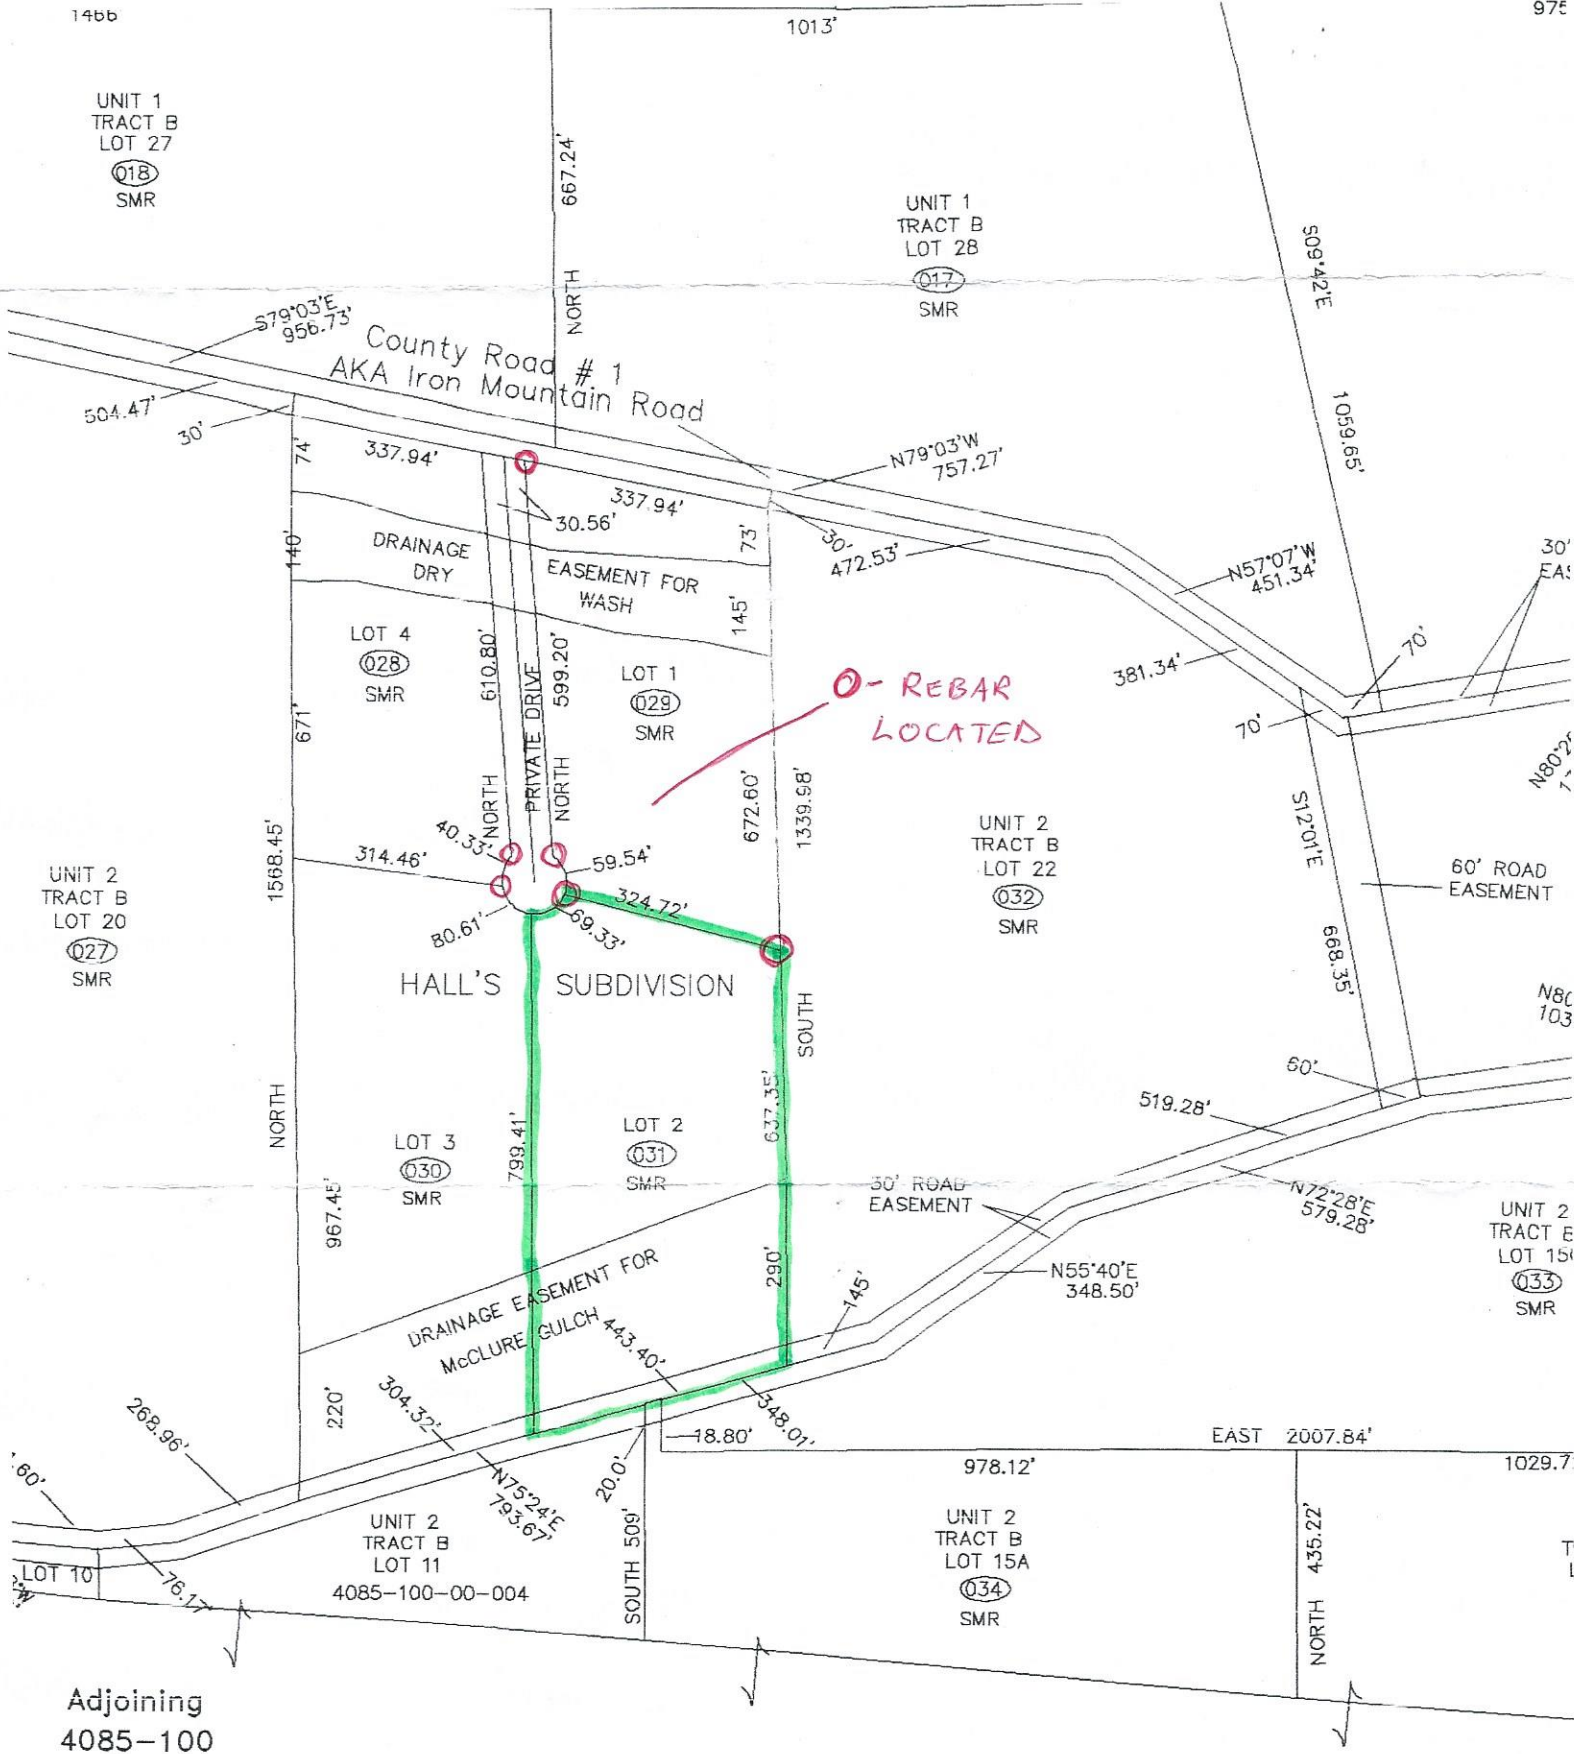 1466
1013'
UNIT 1
TRACT B
LOT 27
018
SMR
667.24'
NORTH
UNIT 1
TRACT B
LOT 28
017
SMR
S09°42'E
1059.65'
S79°03'E
956.73'
County Road # 1
AKA Iron Mountain Road
504.47'
30'
74'
337.94'
337.94'
30.56'
N79°03'W
757.27'
30'
472.53'
73'
N57°07'W
451.34'
30'
140'
DRAINAGE
DRY
EASEMENT FOR
WASH
145'
LOT 4
028
SMR
610.80'
PRIVATE DRIVE
599.20'
LOT 1
029
SMR
O- REBAR
LOCATED
381.34'
70'
70'
671'
NORTH
NORTH
672.60'
1339.98'
S12°01'E
668.35'
UNIT 2
TRACT B
LOT 22
032
SMR
60' ROAD
EASEMENT
UNIT 2
TRACT B
LOT 20
027
SMR
1568.45'
314.46'
40.33'
59.54'
324.72'
69.33'
80.61'
HALL'S SUBDIVISION
SOUTH
637.35'
NORTH
LOT 3
030
SMR
799.41'
LOT 2
031
SMR
967.45'
60'
519.28'
30' ROAD
EASEMENT
N72°28'E
579.28'
N55°40'E
348.50'
290'
145'
UNIT 2
TRACT B
033
SMR
DRAINAGE EASEMENT FOR
McCLURE GULCH
443.40'
220'
304.32'
268.96'
348.01'
18.80'
20.0'
N75°24'E
793.67'
EAST 2007.84'
978.12'
UNIT 2
TRACT B
LOT 11
4085-100-00-004
SOUTH 509'
UNIT 2
TRACT B
LOT 15A
034
SMR
NORTH 435.22'
LOT 10
76.17'
Adjoining
4085-100